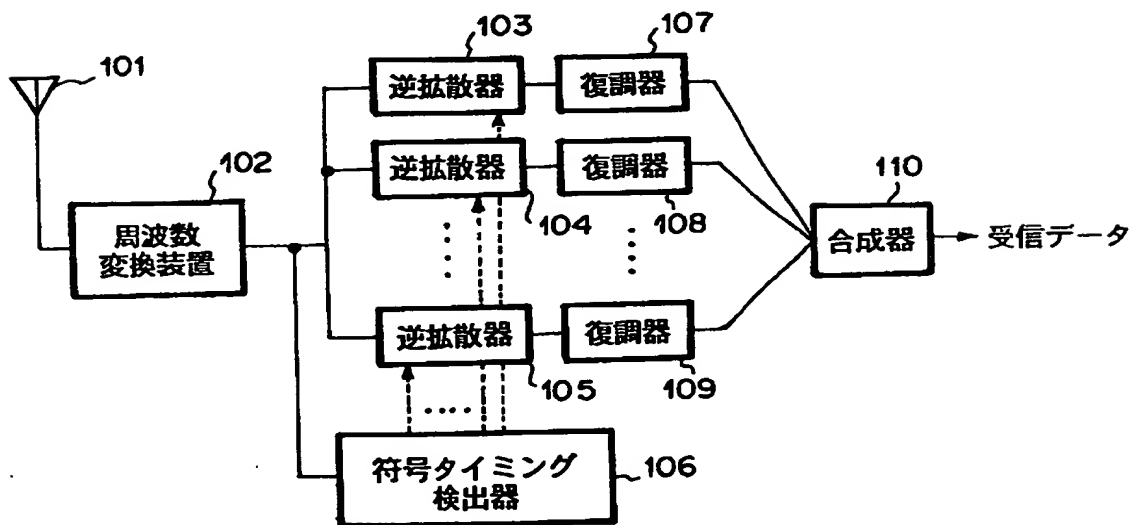 101
102
周波数
変換装置
103
逆拡散器
107
復調器
逆拡散器
104
復調器
108
逆拡散器
105
復調器
109
110
合成器
受信データ
符号タイミング
検出器
106